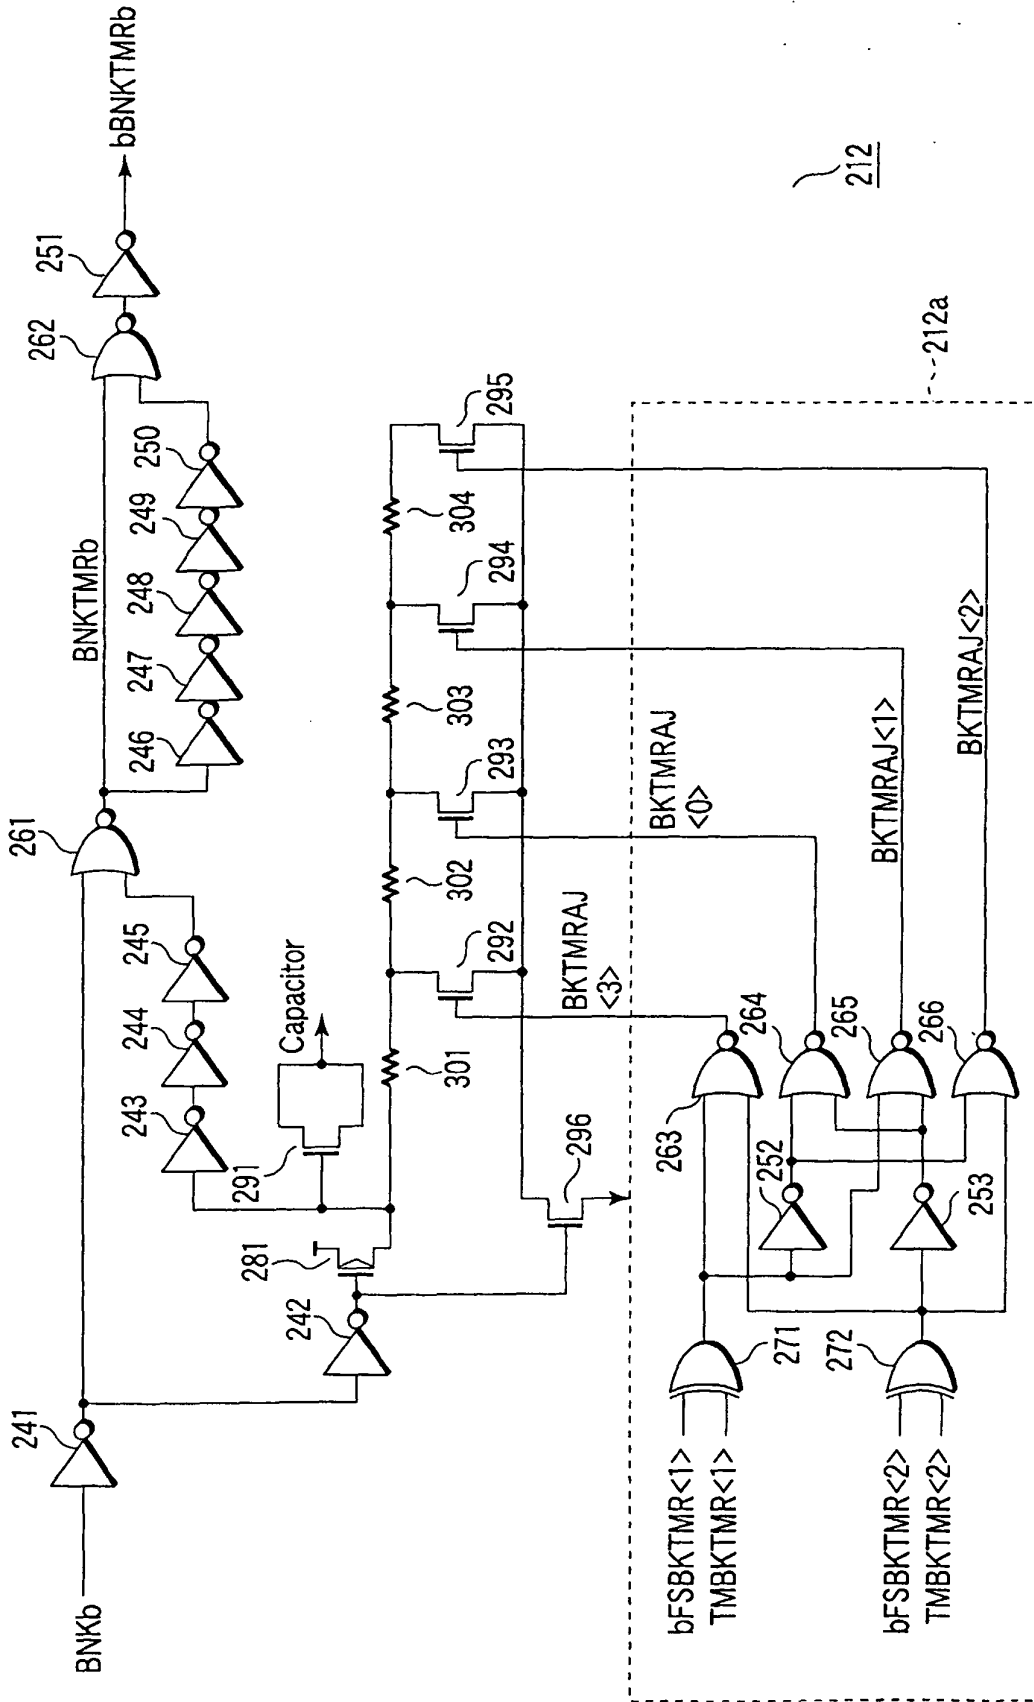 BNKb
241
261
BNKTMRb
262
251
bBNKTMRb
243
244
245
246
247
248
249
250
242
281
291
Capacitor
301
302
303
304
292
293
294
295
296
BKTMRAJ
<3>
BKTMRAJ
<0>
BKTMRAJ<1>
BKTMRAJ<2>
bFSBKTMR<1>
TMBKTMR<1>
bFSBKTMR<2>
TMBKTMR<2>
271
272
252
253
263
264
265
266
212a
212